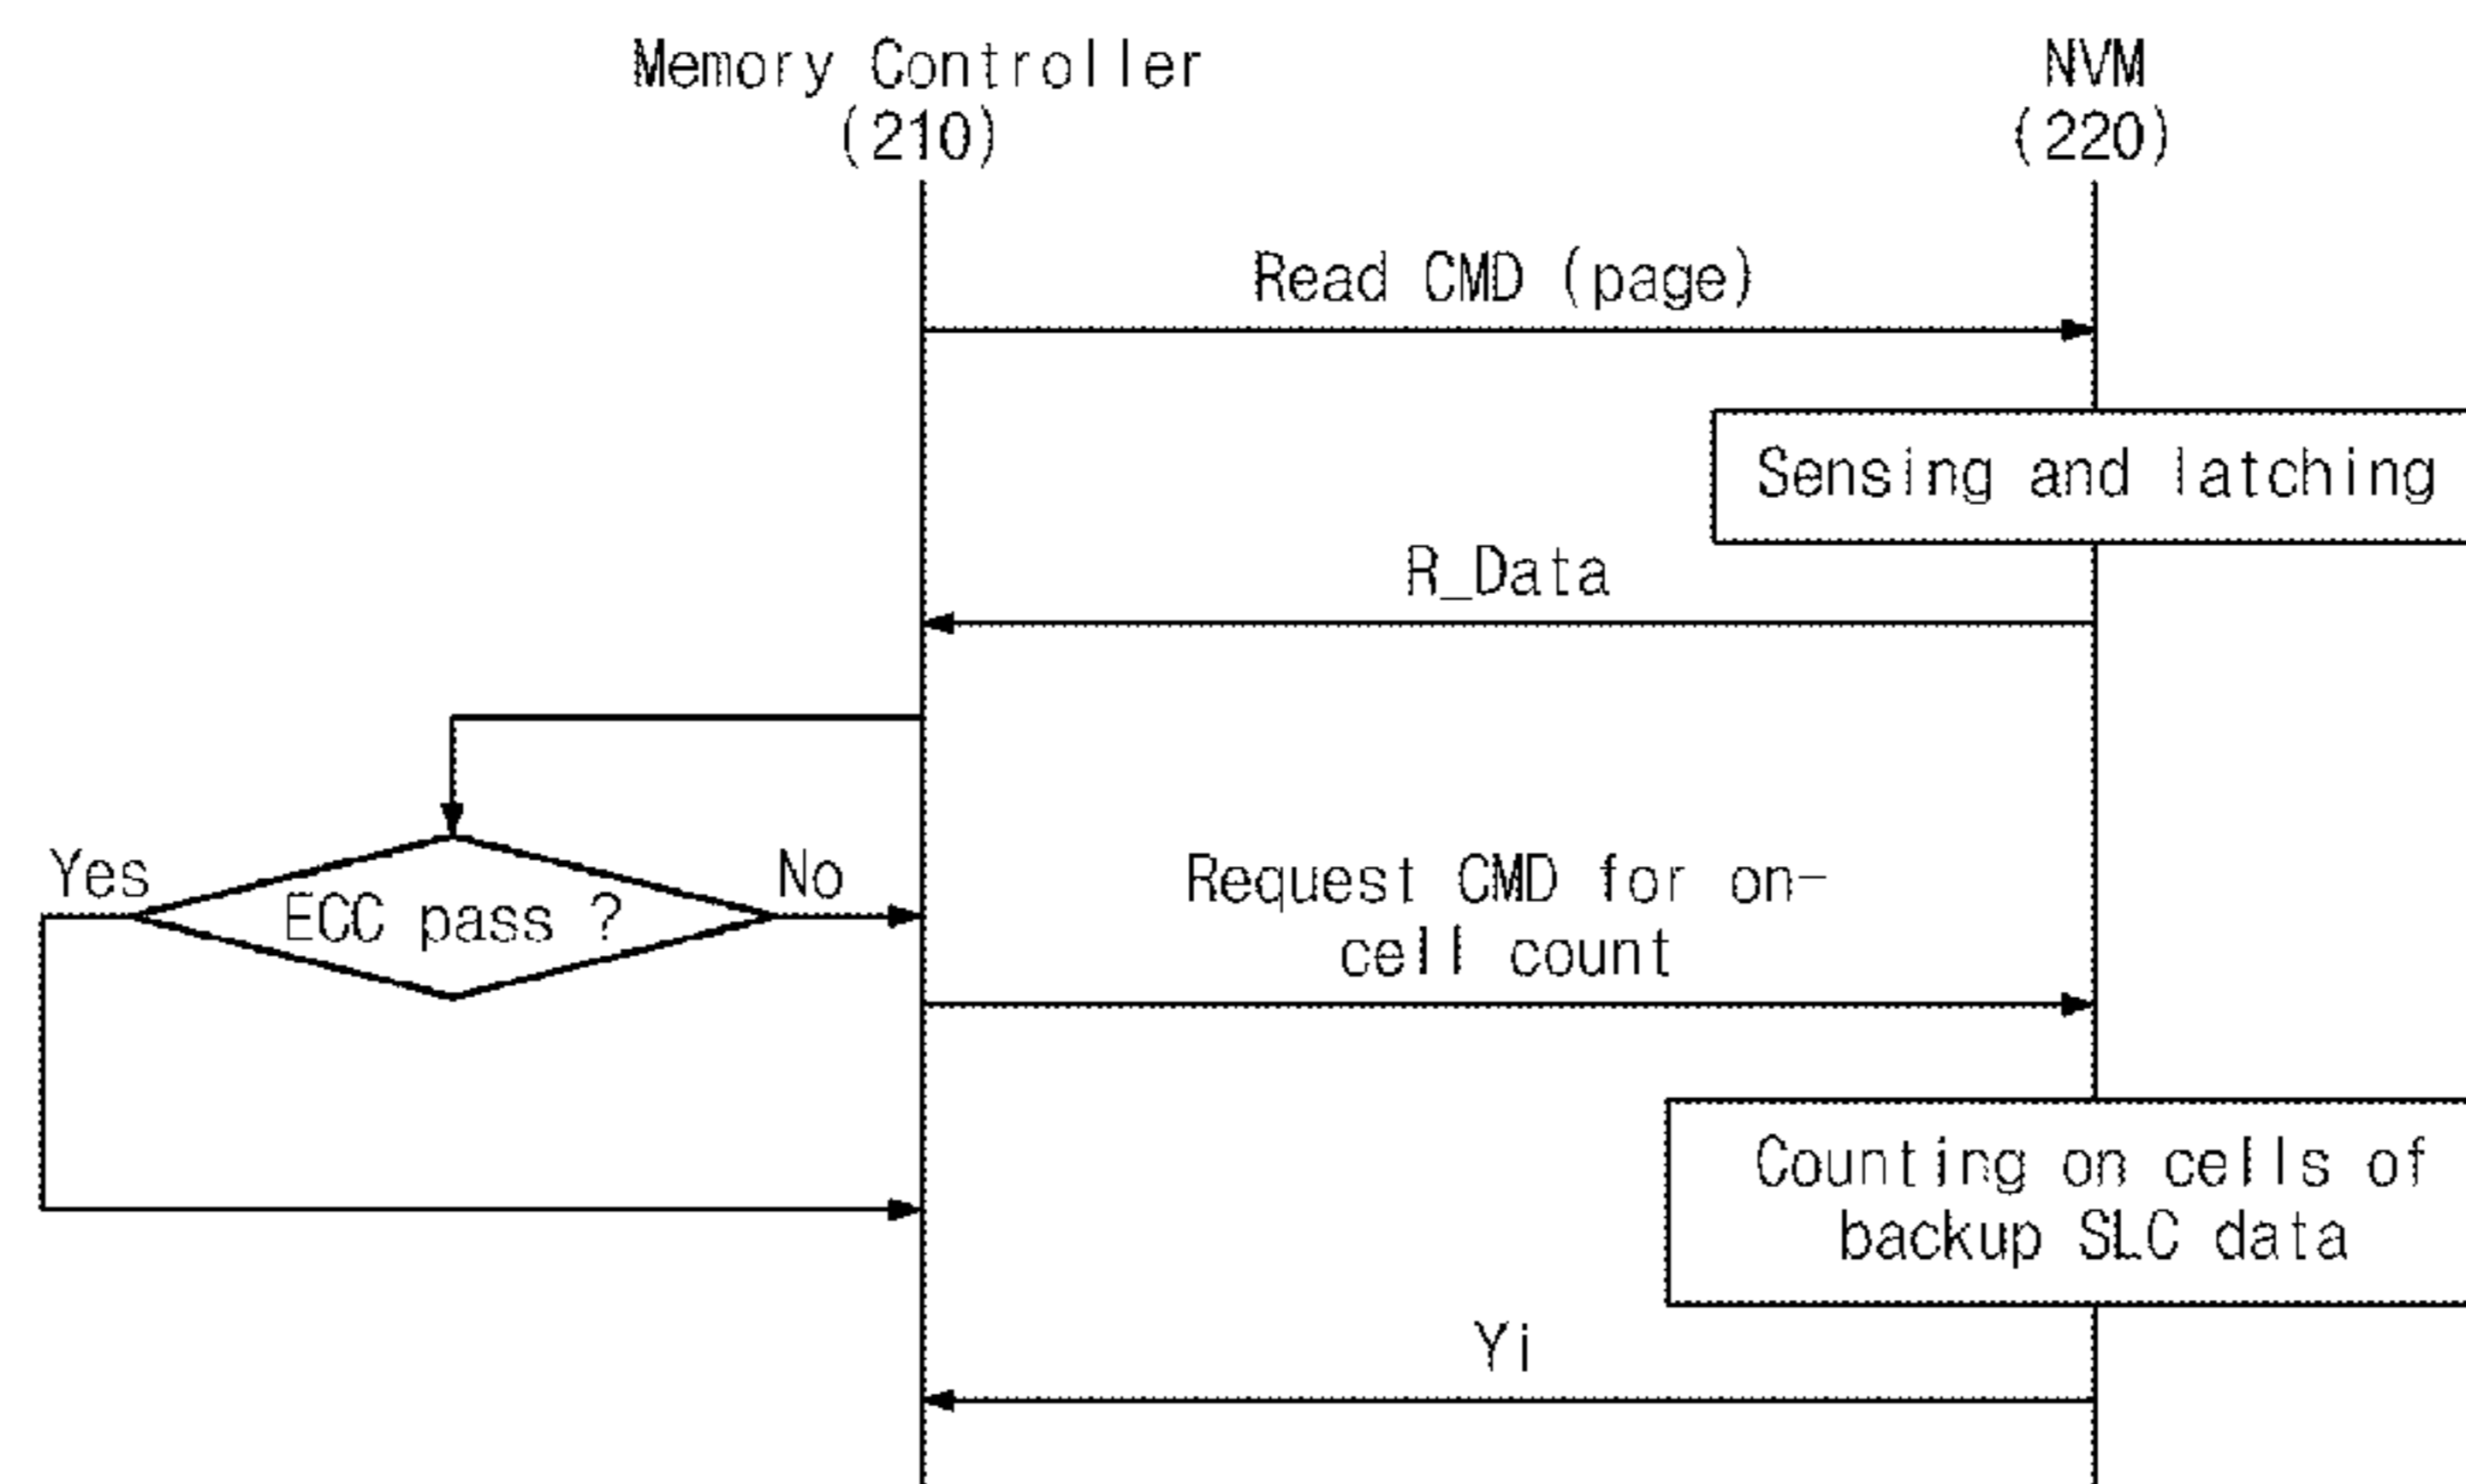 Memory Controller
(210)
NVM
(220)
Read CMD (page)
Sensing and latching
R_Data
Yes
ECC pass ?
No
Request CMD for on-
cell count
Counting on cells of
backup SLC data
Yi